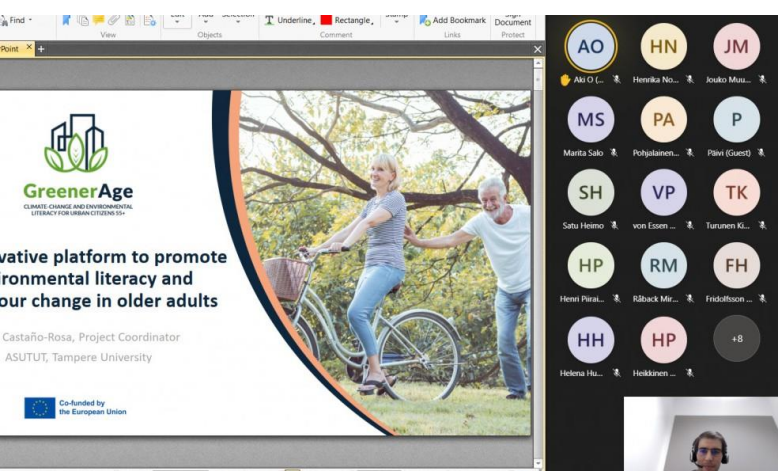 Find
Selection
T Underline
Rectangle
Add Bookmark
Document
View
Objects
Comment
Links
Protect
Point
GreenerAge
CLIMATE-CHANGE AND ENVIRONMENTAL
LITERACY FOR URBAN CITIZENS 55+
vative platform to promote
ironmental literacy and
our change in older adults
Castaño-Rosa, Project Coordinator
ASUTUT, Tampere University
Co-funded by
the European Union
AO
HN
JM
Aki O (...
Henrika No...
Jouko Muu...
MS
PA
P
Marita Salo
Pohjalainen...
Päivi (Guest)
SH
VP
TK
Satu Heimo
von Essen ...
Turunen Ki...
HP
RM
FH
Henri Piirai...
Råback Mir...
Fridolfsson ...
HH
HP
+8
Helena Hu...
Heikkinen ...